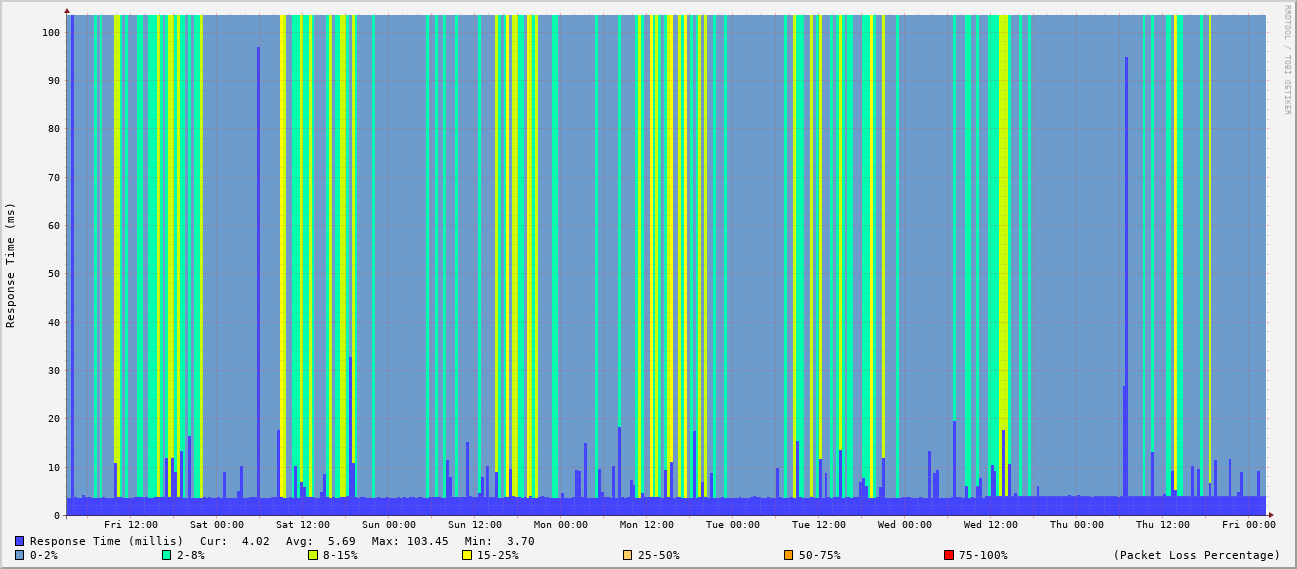 RRDTOOL / TOBI OETIKER
Response Time (ms)
100
90
80
70
60
50
40
30
20
10
0
Fri 12:00 Sat 00:00 Sat 12:00 Sun 00:00 Sun 12:00 Mon 00:00 Mon 12:00 Tue 00:00 Tue 12:00 Wed 00:00 Wed 12:00 Thu 00:00 Thu 12:00 Fri 00:00
Response Time (millis) Cur: 4.02 Avg: 5.69 Max: 103.45 Min: 3.70
0-2% 2-8% 8-15% 15-25% 25-50% 50-75% 75-100% (Packet Loss Percentage)